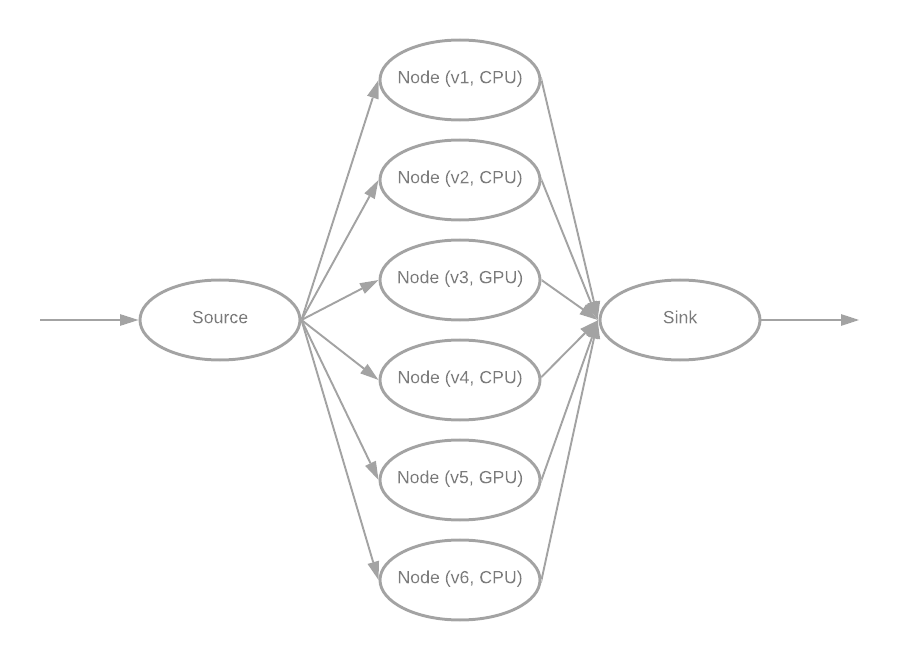 Node (v1, CPU)
Node (v2, CPU)
Node (v3, GPU)
Source
Sink
Node (v4, CPU)
Node (v5, GPU)
Node (v6, CPU)